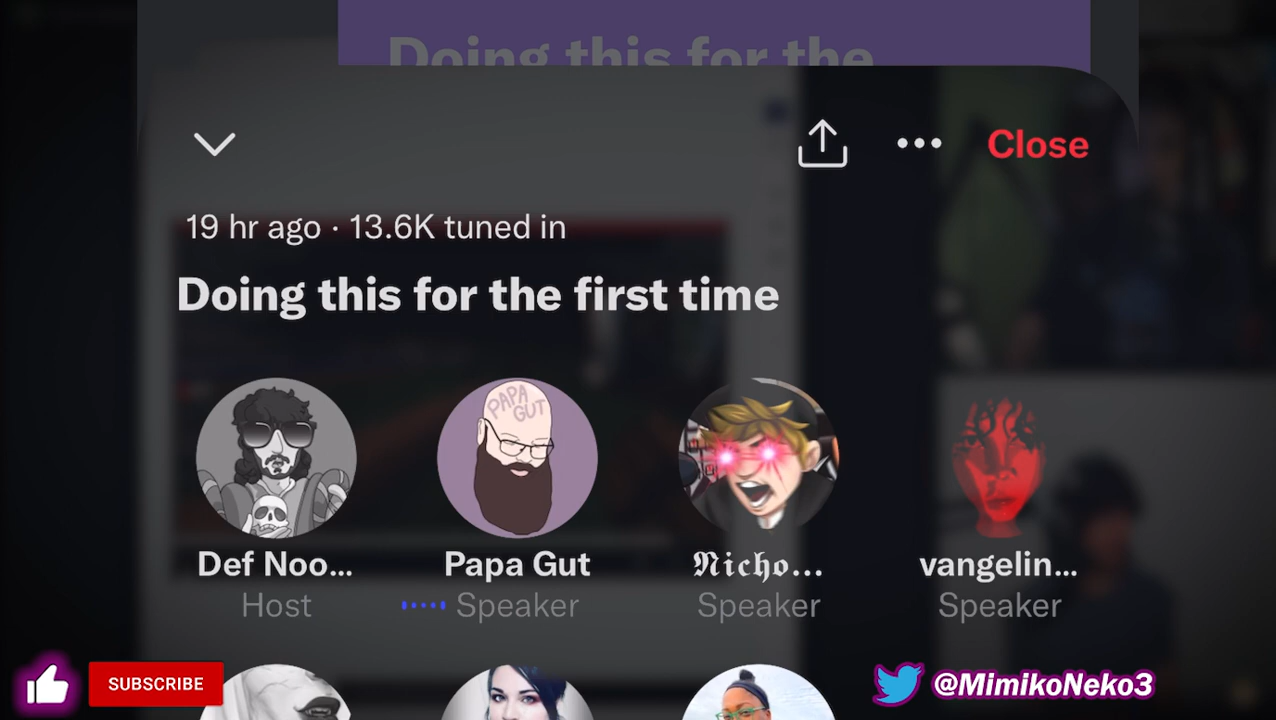 Doing this for the
Close
19 hr ago · 13.6K tuned in
Doing this for the first time
PAPA
GUT
Def Noo...
Papa Gut
𝕹𝖎𝖈𝖍𝖔...
vangelin...
Host
Speaker
Speaker
Speaker
SUBSCRIBE
@MimikoNeko3